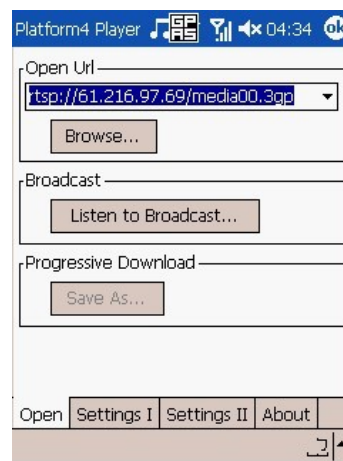 Platform4 Player GPRS 04:34 ok
Open Url
rtsp://61.216.97.69/media00.3gp
Browse...
Broadcast
Listen to Broadcast...
Progressive Download
Save As...
Open Settings I Settings II About